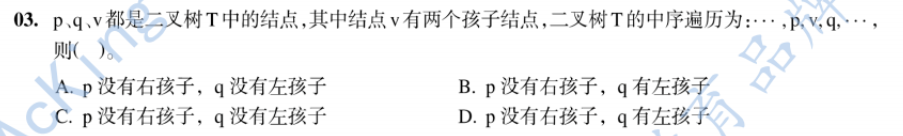 03. p、q、v都是二叉树T中的结点,其中结点v有两个孩子结点,二叉树T的中序遍历为:…,p,v,q,…,
则( )。
A. p没有右孩子，q没有左孩子 B. p没有右孩子，q有左孩子
C. p没有右孩子，q没有左孩子 D. p没有右孩子，q有左孩子
AcKing
育品牌